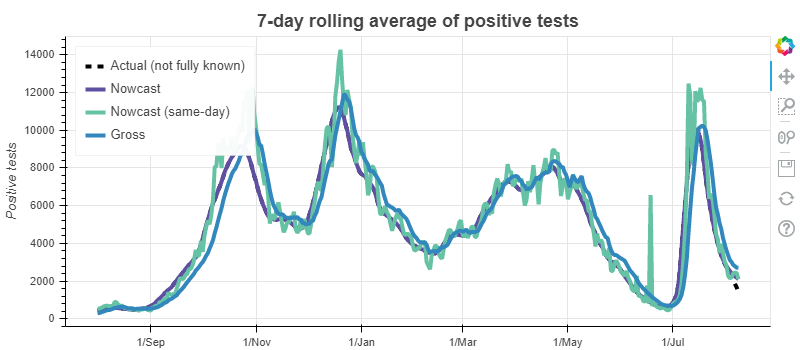 7-day rolling average of positive tests
Positive tests
14000
12000
10000
8000
6000
4000
2000
0
Actual (not fully known)
Nowcast
Nowcast (same-day)
Gross
1/Sep
1/Nov
1/Jan
1/Mar
1/May
1/Jul